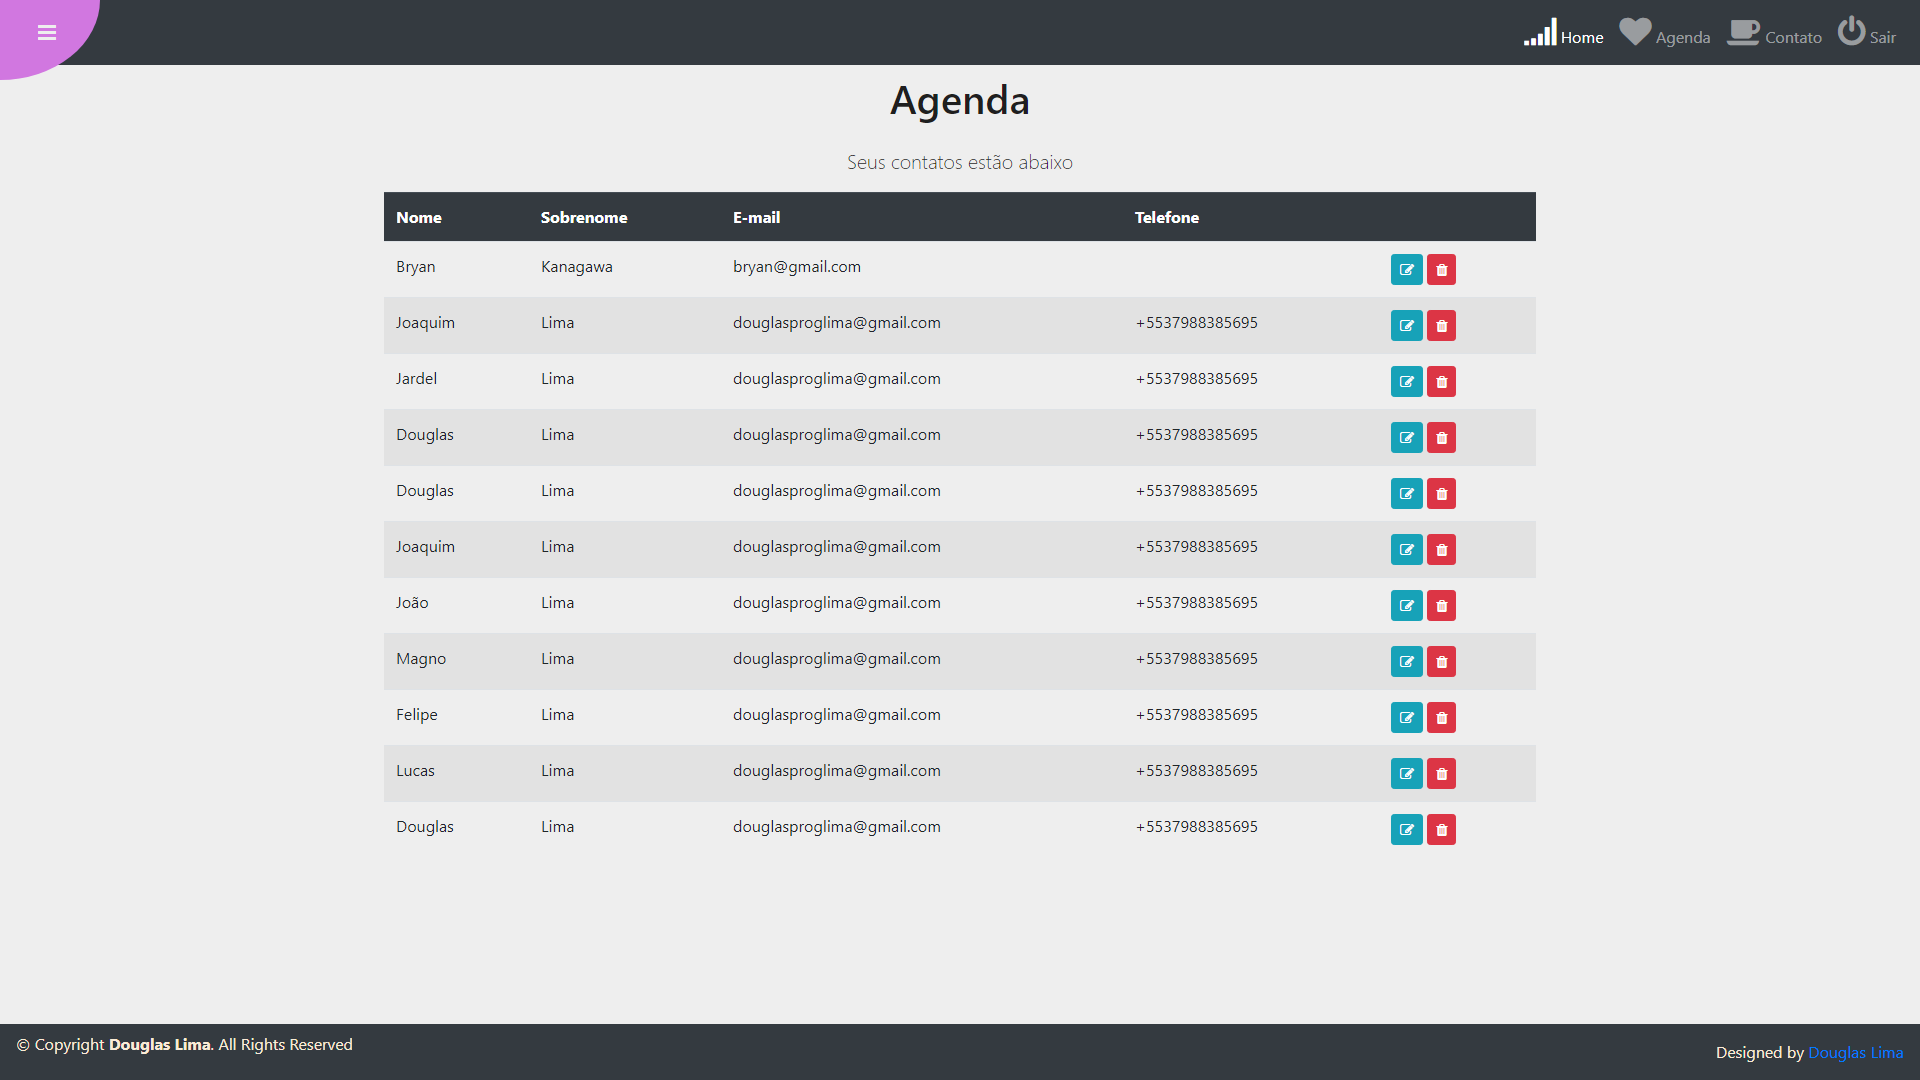 Home Agenda Contato Sair
Agenda
Seus contatos estão abaixo
Nome Sobrenome E-mail Telefone
Bryan Kanagawa bryan@gmail.com
Joaquim Lima douglasproglima@gmail.com +5537988385695
Jardel Lima douglasproglima@gmail.com +5537988385695
Douglas Lima douglasproglima@gmail.com +5537988385695
Douglas Lima douglasproglima@gmail.com +5537988385695
Joaquim Lima douglasproglima@gmail.com +5537988385695
João Lima douglasproglima@gmail.com +5537988385695
Magno Lima douglasproglima@gmail.com +5537988385695
Felipe Lima douglasproglima@gmail.com +5537988385695
Lucas Lima douglasproglima@gmail.com +5537988385695
Douglas Lima douglasproglima@gmail.com +5537988385695
© Copyright Douglas Lima. All Rights Reserved
Designed by Douglas Lima